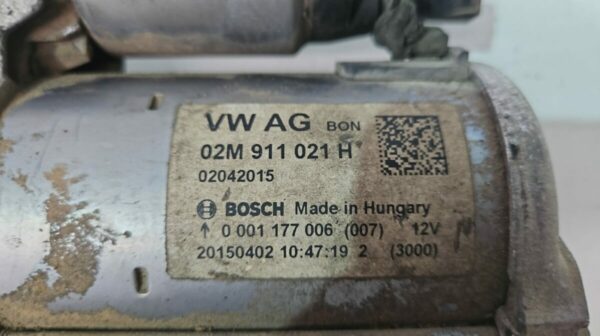 VW AG BON
02M 911 021 H
02042015
BOSCH Made in Hungary
↑ 0 001 177 006 (007) 12V
20150402 10:47:19 2 (3000)